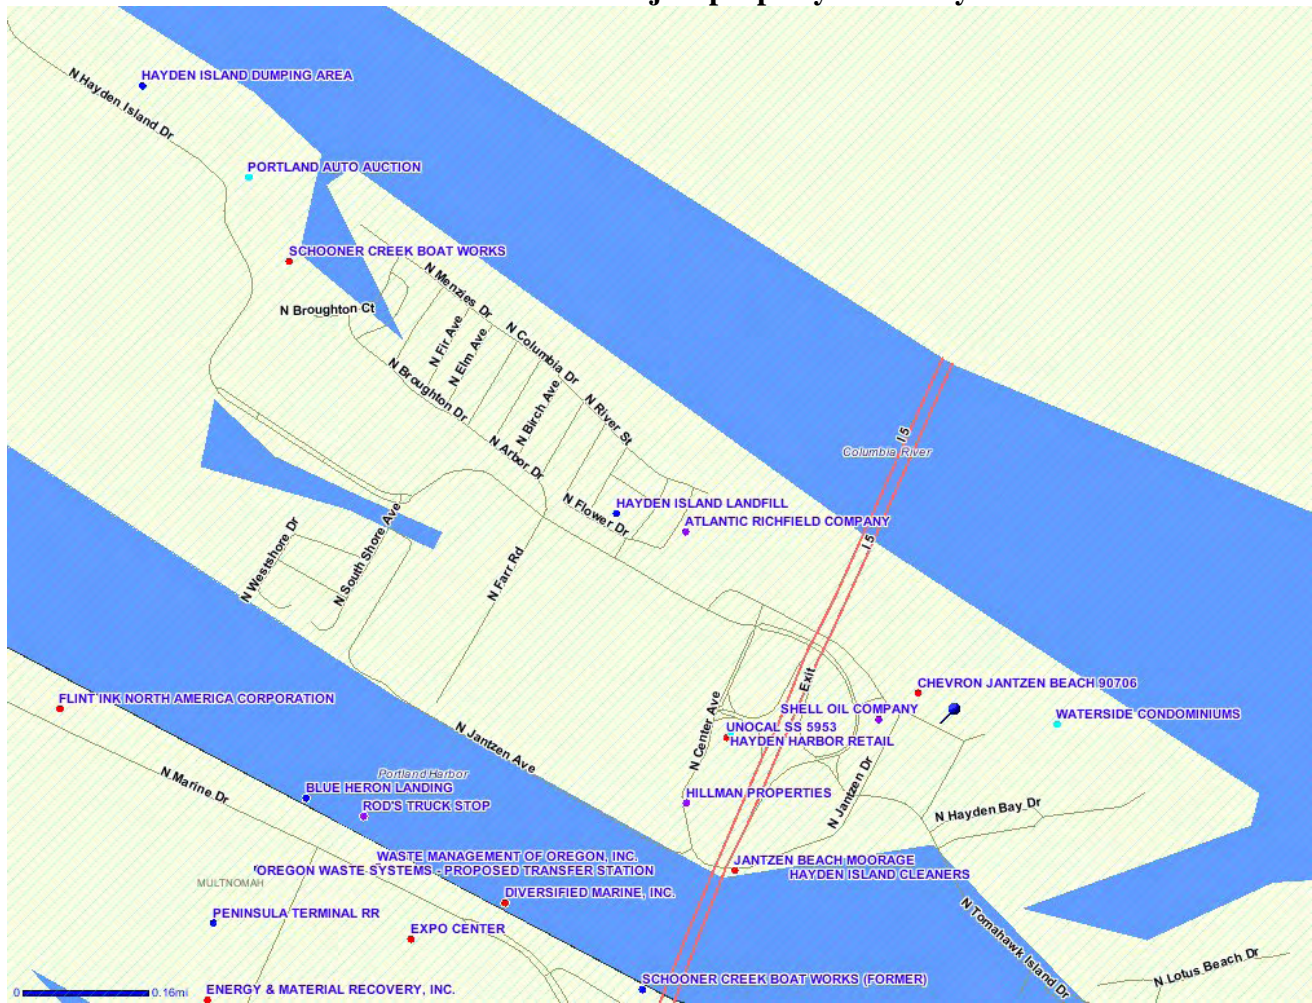 HAYDEN ISLAND DUMPING AREA
N Hayden Island Dr
PORTLAND AUTO AUCTION
SCHOONER CREEK BOAT WORKS
N Menzies Dr
N Broughton Ct
N Fir Ave
N Elm Ave
N Columbia Dr
N Broughton Dr
N Birch Ave
N River St
N Arbor Dr
I 5
Columbia River
HAYDEN ISLAND LANDFILL
N Flower Dr
ATLANTIC RICHFIELD COMPANY
I 5
N Westshore Dr
N South Shore Ave
N Farr Rd
Exit
CHEVRON JANTZEN BEACH 90706
FLINT INK NORTH AMERICA CORPORATION
SHELL OIL COMPANY
WATERSIDE CONDOMINIUMS
N Center Ave
UNOCAL SS 5953
HAYDEN HARBOR RETAIL
N Jantzen Ave
N Marine Dr
Portland Harbor
BLUE HERON LANDING
ROD'S TRUCK STOP
HILLMAN PROPERTIES
N Jantzen Dr
N Hayden Bay Dr
WASTE MANAGEMENT OF OREGON, INC.
OREGON WASTE SYSTEMS - PROPOSED TRANSFER STATION
JANTZEN BEACH MOORAGE
HAYDEN ISLAND CLEANERS
MULTNOMAH
DIVERSIFIED MARINE, INC.
PENINSULA TERMINAL RR
EXPO CENTER
N Tomahawk Island Dr
N Lotus Beach Dr
SCHOONER CREEK BOAT WORKS (FORMER)
ENERGY & MATERIAL RECOVERY, INC.
0 0.16mi